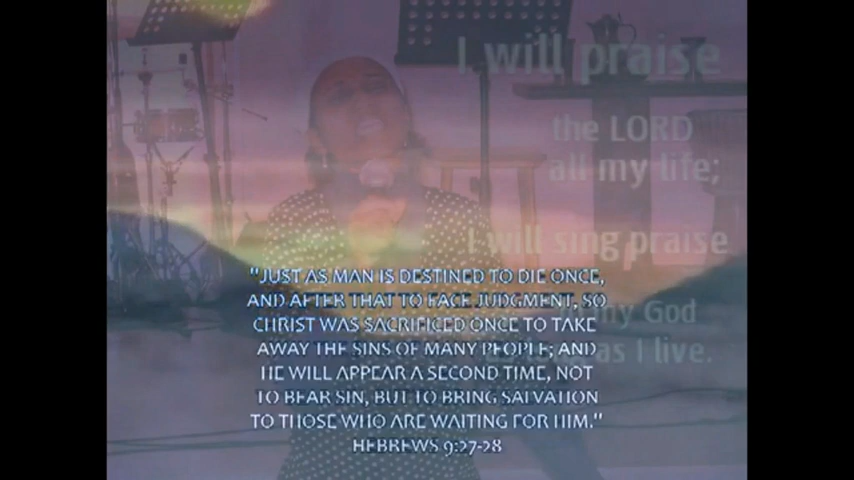 I will praise
the LORD
all my life;
I will sing praise
my God
as I live.
"JUST AS MAN IS DESTINED TO DIE ONCE,
AND AFTER THAT TO FACE JUDGMENT, SO
CHRIST WAS SACRIFICED ONCE TO TAKE
AWAY THE SINS OF MANY PEOPLE; AND
HE WILL APPEAR A SECOND TIME, NOT
TO BEAR SIN, BUT TO BRING SALVATION
TO THOSE WHO ARE WAITING FOR HIM."
HEBREWS 9:27-28